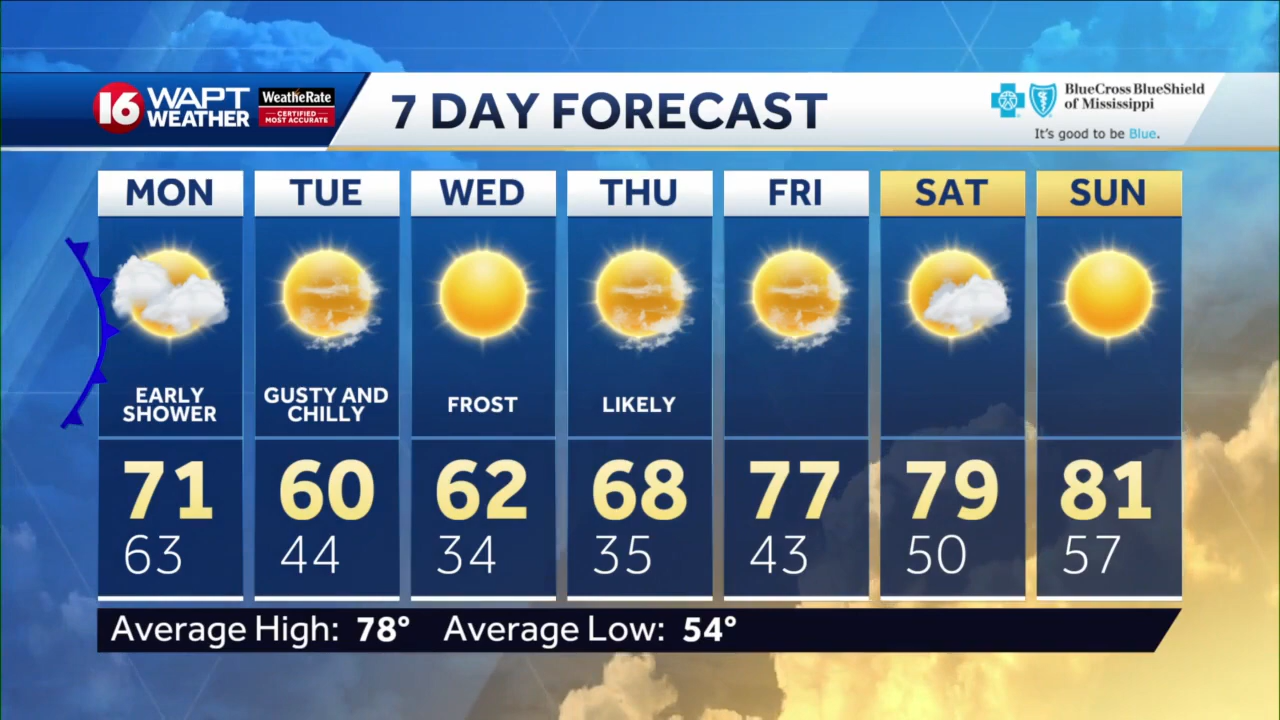 16 WAPT WEATHER
WeatheRate
CERTIFIED
MOST ACCURATE
7 DAY FORECAST
BlueCross BlueShield
of Mississippi
It's good to be Blue.
MON TUE WED THU FRI SAT SUN
EARLY SHOWER
GUSTY AND CHILLY
FROST
LIKELY
71 60 62 68 77 79 81
63 44 34 35 43 50 57
Average High: 78° Average Low: 54°